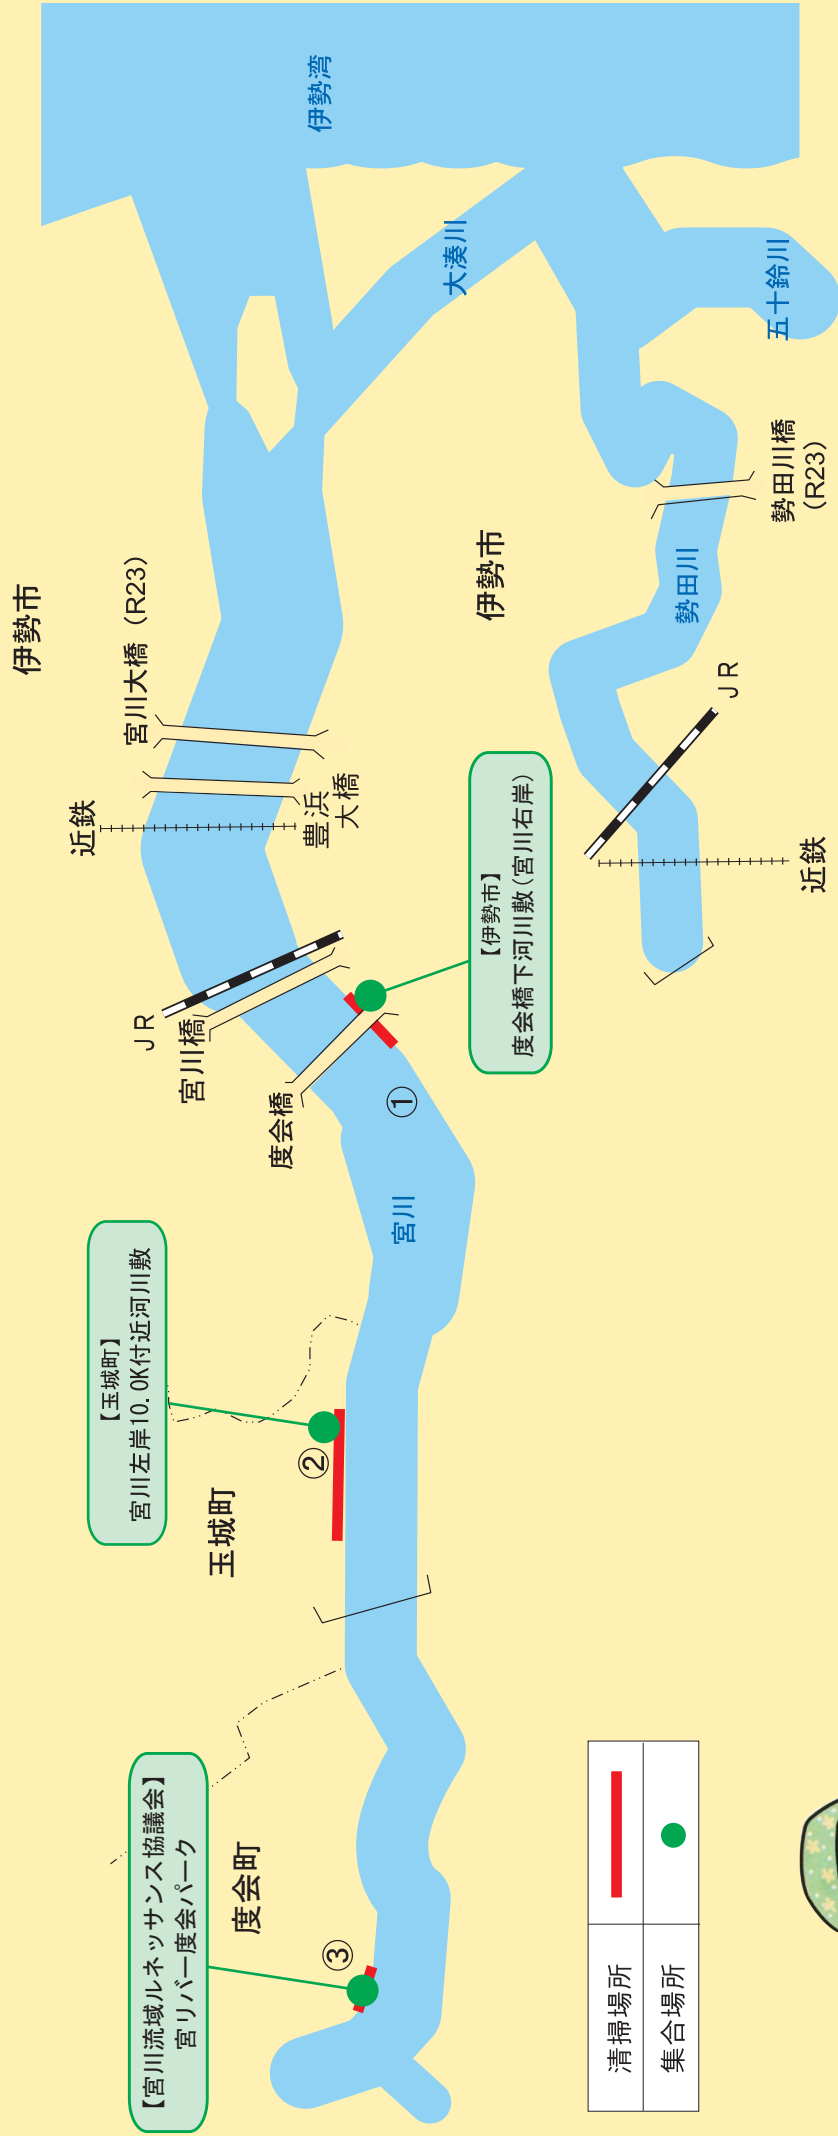 【宮川流域ルネッサンス協議会】
宮リバー度会パーク
度会町
③
【玉城町】
宮川左岸10.0K付近河川敷
玉城町
②
宮川
①
度会橋
宮川橋
JR
【伊勢市】
度会橋下河川敷(宮川右岸)
近鉄
豊浜
大橋
宮川大橋(R23)
伊勢市
伊勢市
大湊川
伊勢湾
五十鈴川
勢田川橋
(R23)
勢田川
JR
近鉄
清掃場所
集合場所